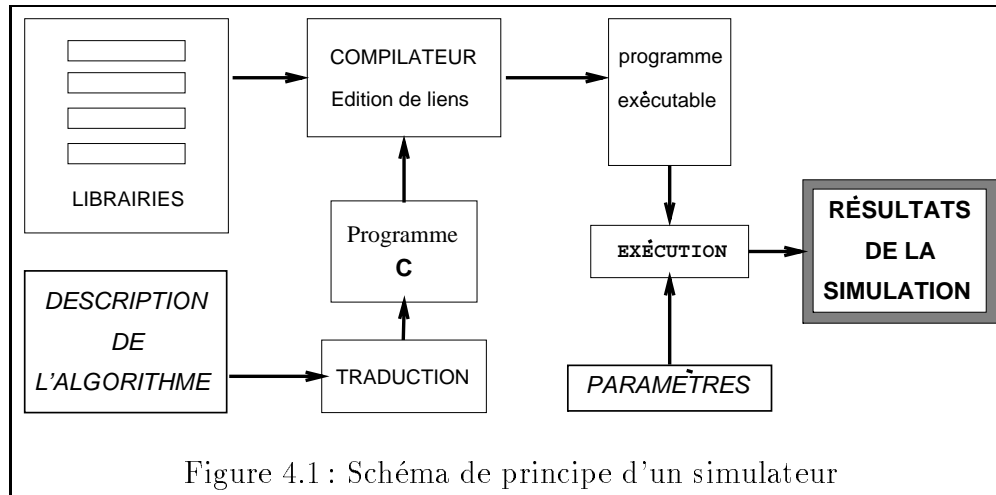 LIBRAIRIES
COMPILATEUR
Edition de liens
programme
exécutable
Programme
C
EXÉCUTION
RÉSULTATS
DE LA
SIMULATION
DESCRIPTION
DE
L'ALGORITHME
TRADUCTION
PARAMÈTRES
Figure 4.1 : Schéma de principe d'un simulateur